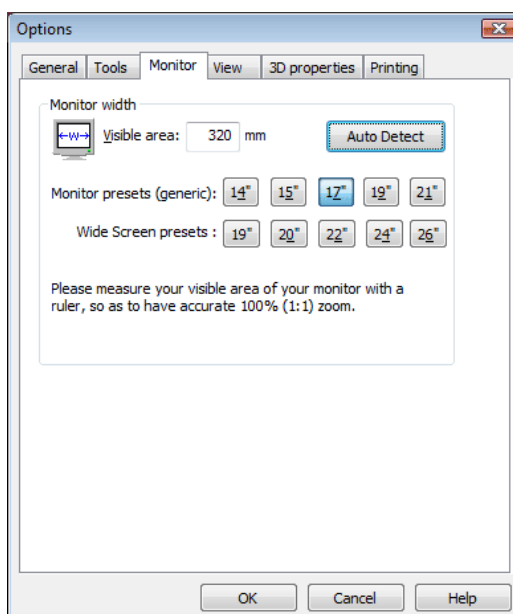 Options
General Tools Monitor View 3D properties Printing
Monitor width
←W→ Visible area: 320 mm Auto Detect
Monitor presets (generic): 14" 15" 17" 19" 21"
Wide Screen presets : 19" 20" 22" 24" 26"
Please measure your visible area of your monitor with a
ruler, so as to have accurate 100% (1:1) zoom.
OK Cancel Help